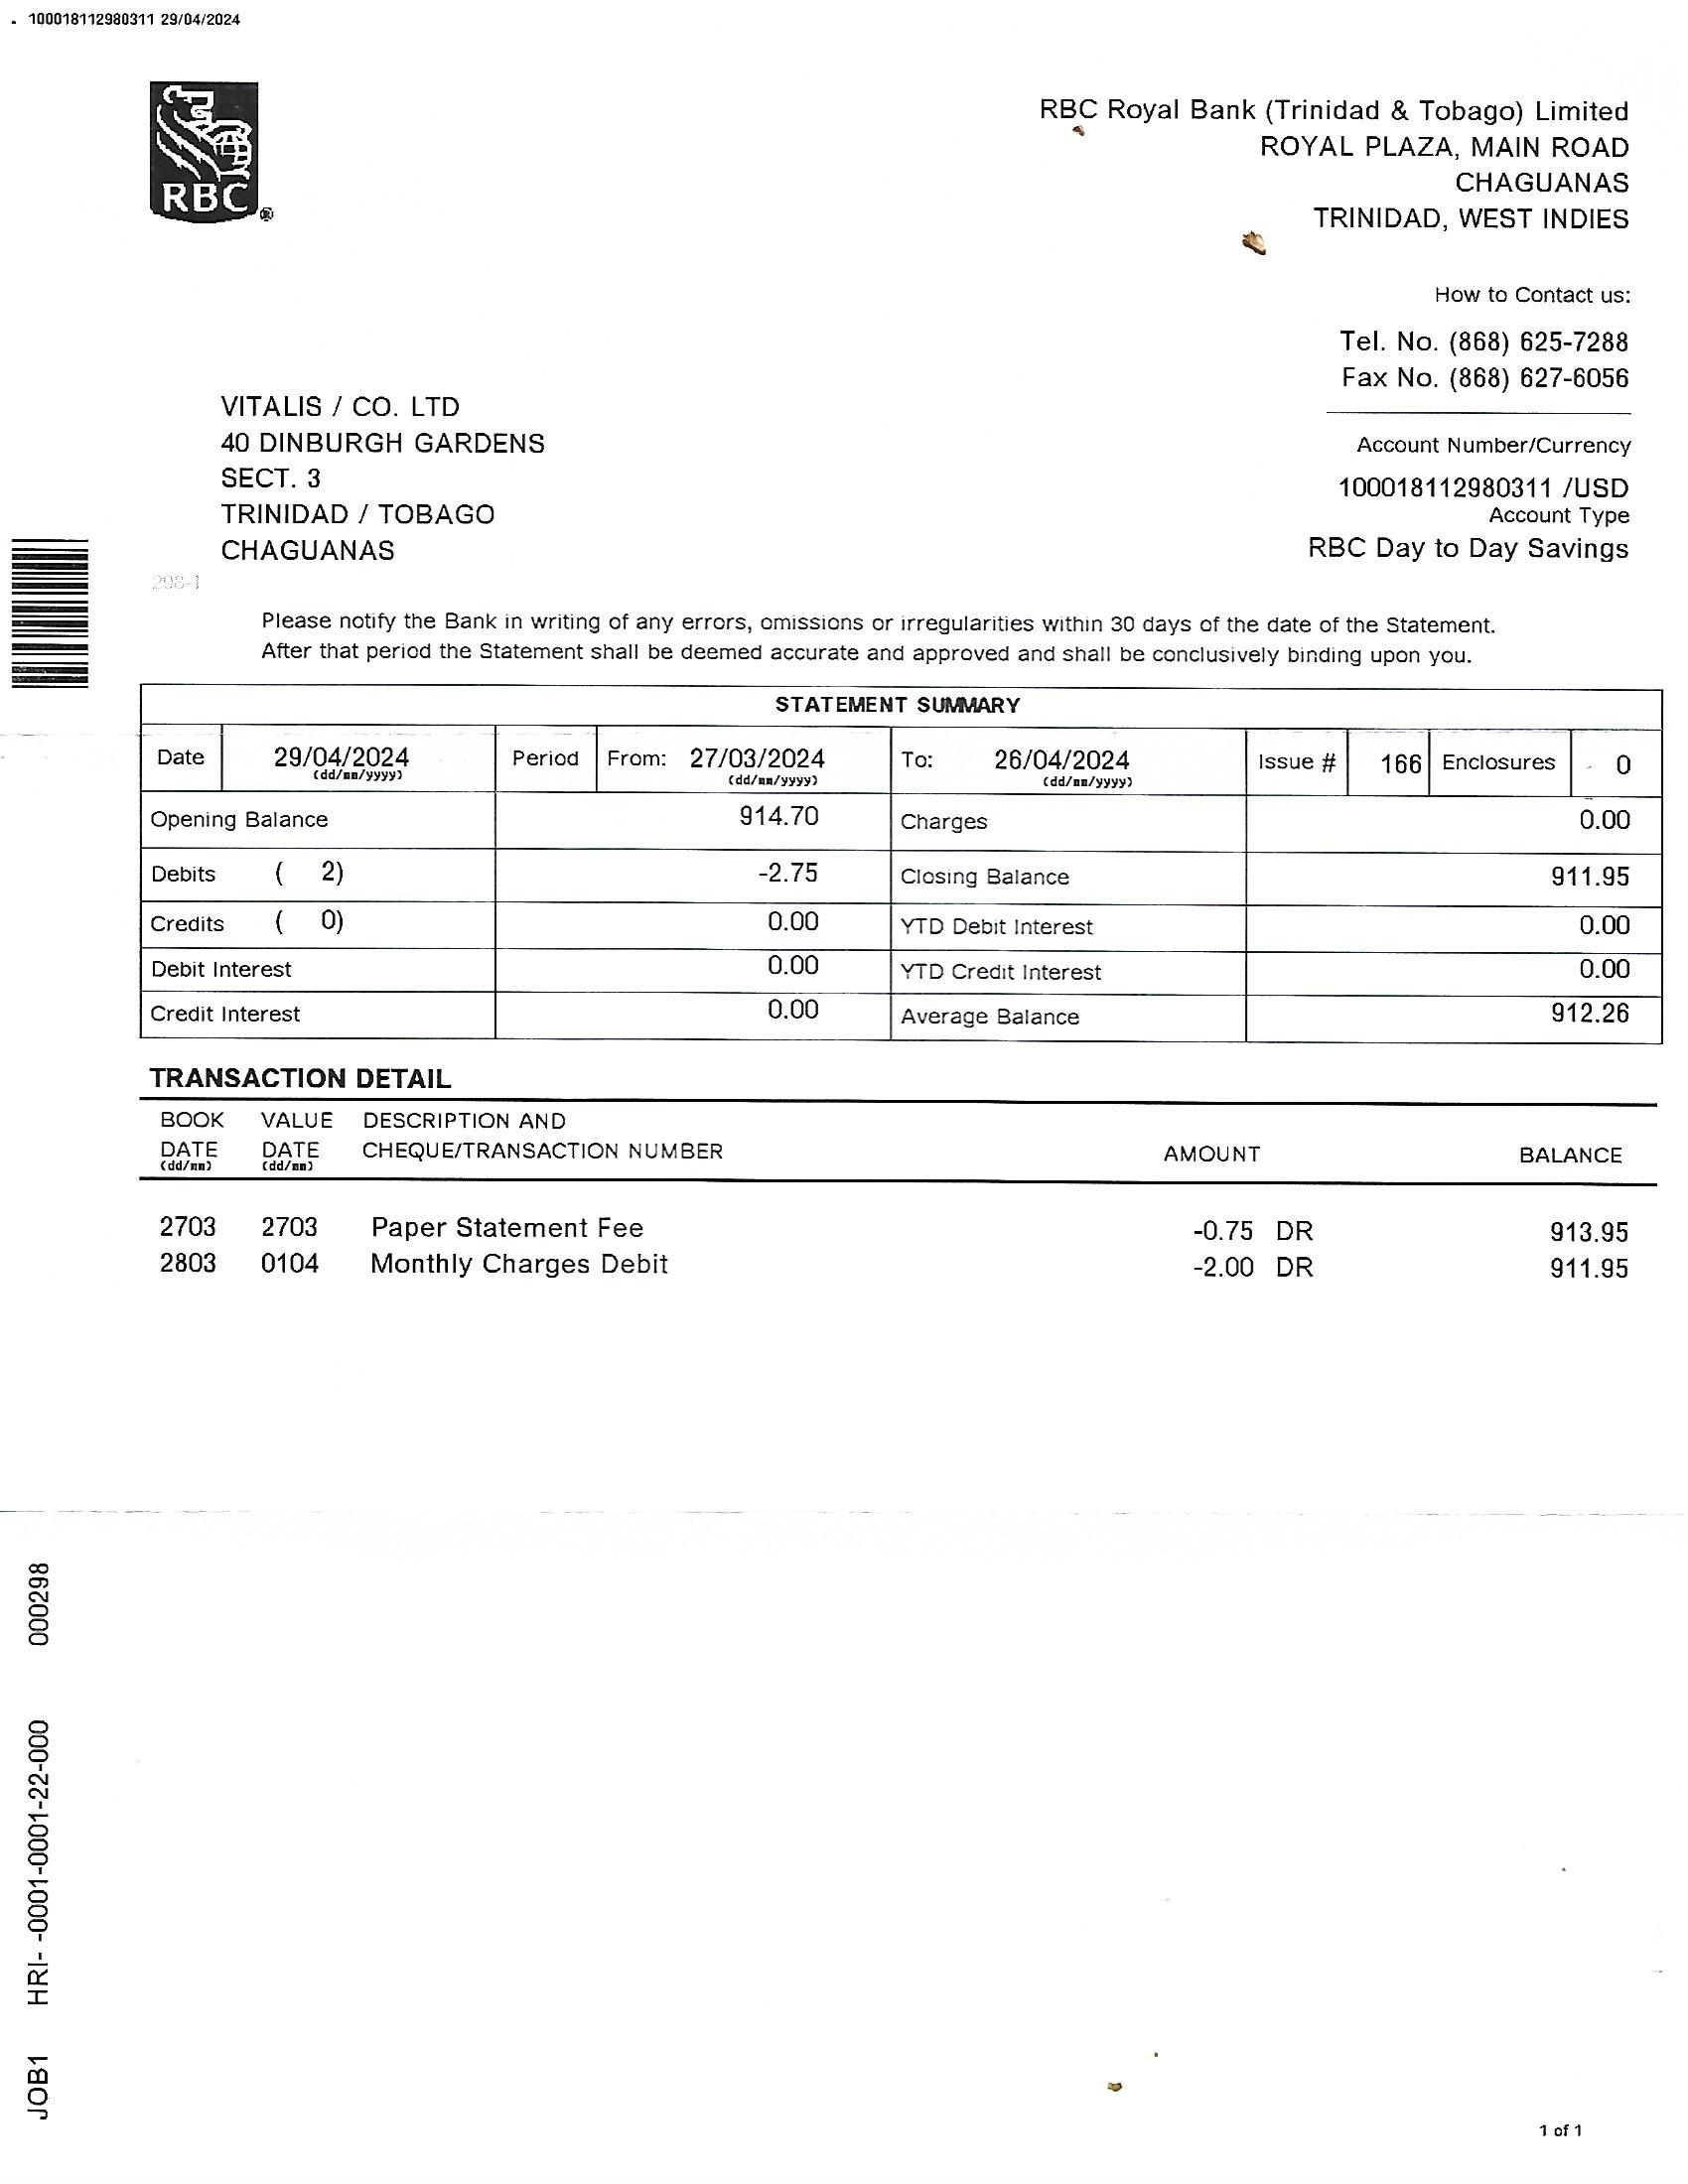 . 100018112980311 29/04/2024
RBC ®
RBC Royal Bank (Trinidad & Tobago) Limited
ROYAL PLAZA, MAIN ROAD
CHAGUANAS
TRINIDAD, WEST INDIES
How to Contact us:
Tel. No. (868) 625-7288
Fax No. (868) 627-6056
VITALIS / CO. LTD
40 DINBURGH GARDENS
SECT. 3
TRINIDAD / TOBAGO
CHAGUANAS
Account Number/Currency
100018112980311 /USD
Account Type
RBC Day to Day Savings
298-1
Please notify the Bank in writing of any errors, omissions or irregularities within 30 days of the date of the Statement.
After that period the Statement shall be deemed accurate and approved and shall be conclusively binding upon you.
STATEMENT SUMMARY
Date 29/04/2024 (dd/mm/yyyy) Period From: 27/03/2024 (dd/mm/yyyy) To: 26/04/2024 (dd/mm/yyyy) Issue # 166 Enclosures 0
Opening Balance 914.70 Charges 0.00
Debits ( 2) -2.75 Closing Balance 911.95
Credits ( 0) 0.00 YTD Debit Interest 0.00
Debit Interest 0.00 YTD Credit Interest 0.00
Credit Interest 0.00 Average Balance 912.26
TRANSACTION DETAIL
BOOK VALUE DESCRIPTION AND
DATE DATE CHEQUE/TRANSACTION NUMBER AMOUNT BALANCE
(dd/mm) (dd/mm)
2703 2703 Paper Statement Fee -0.75 DR 913.95
2803 0104 Monthly Charges Debit -2.00 DR 911.95
JOB1 HRI- -0001-0001-22-000 000298
1 of 1